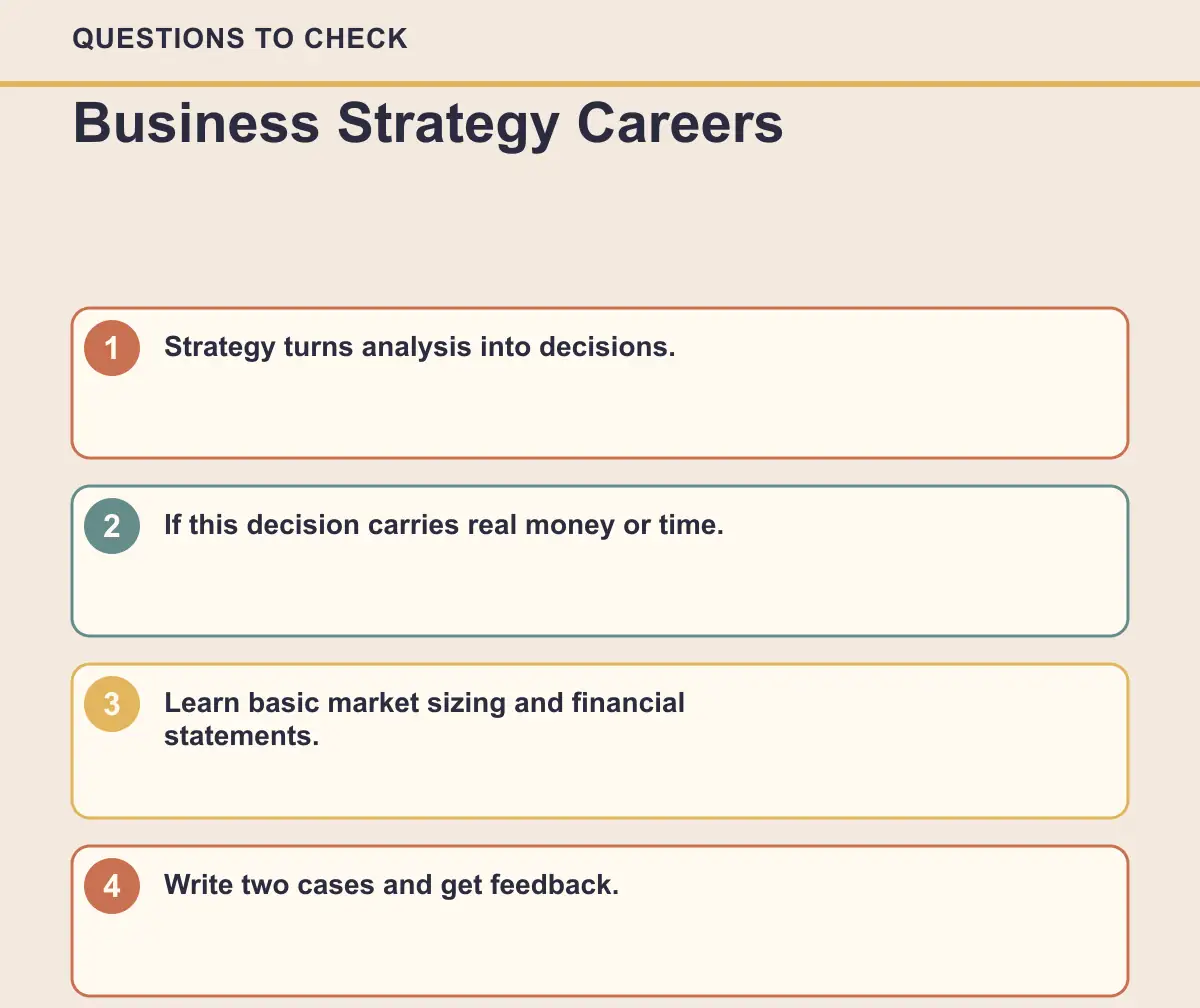 QUESTIONS TO CHECK
Business Strategy Careers
1 Strategy turns analysis into decisions.
2 If this decision carries real money or time.
3 Learn basic market sizing and financial
statements.
4 Write two cases and get feedback.